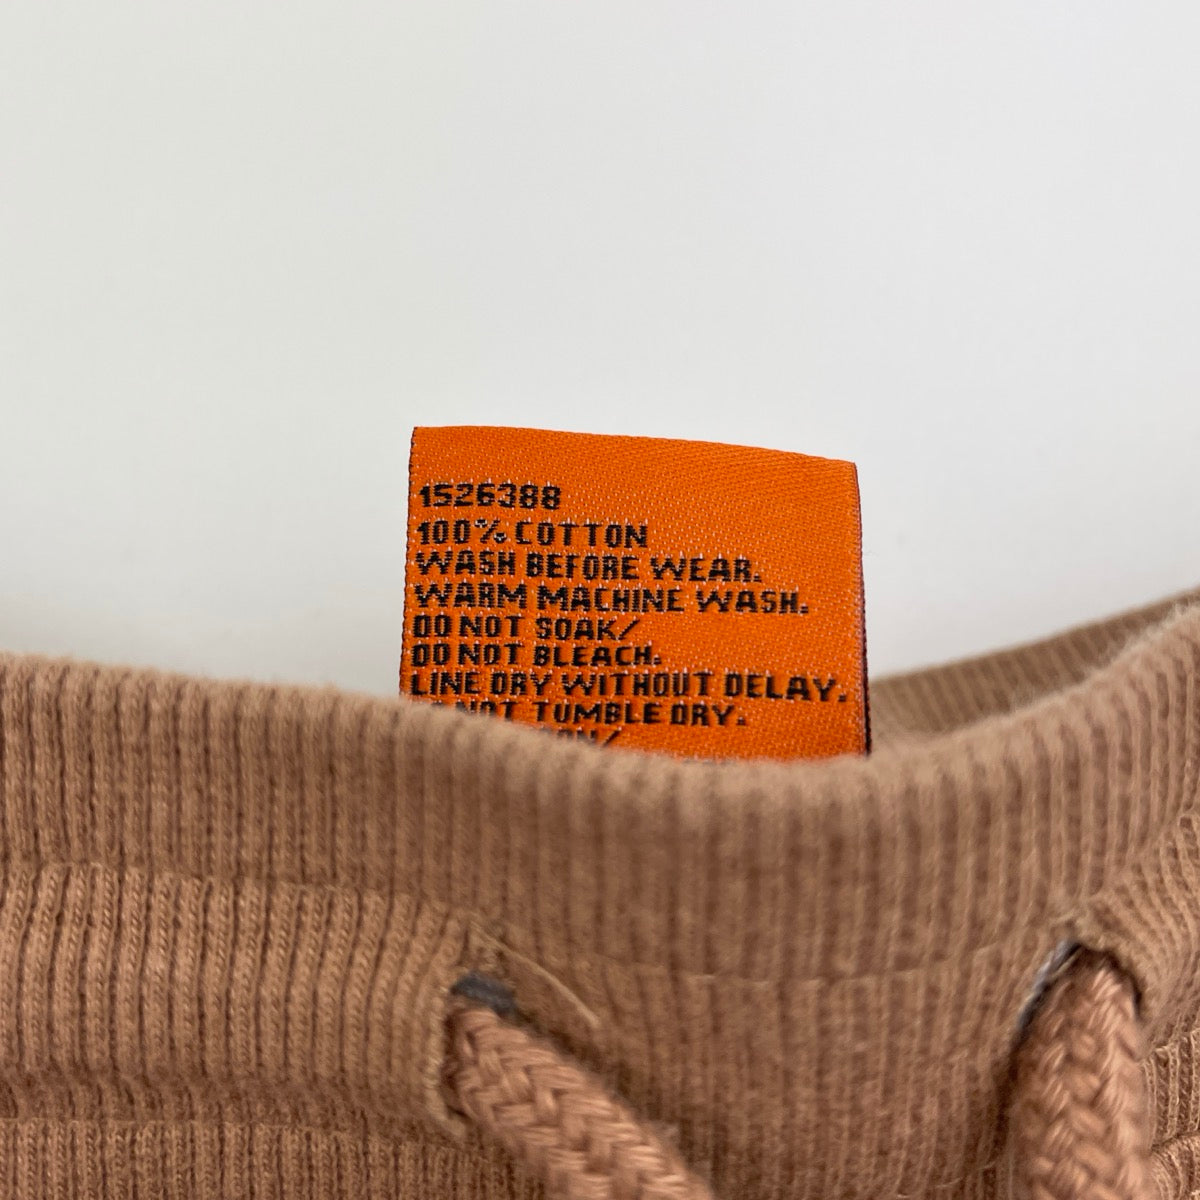 1526388
100% COTTON
WASH BEFORE WEAR.
WARM MACHINE WASH.
DO NOT SOAK/
DO NOT BLEACH.
LINE DRY WITHOUT DELAY.
NOT TUMBLE DRY.